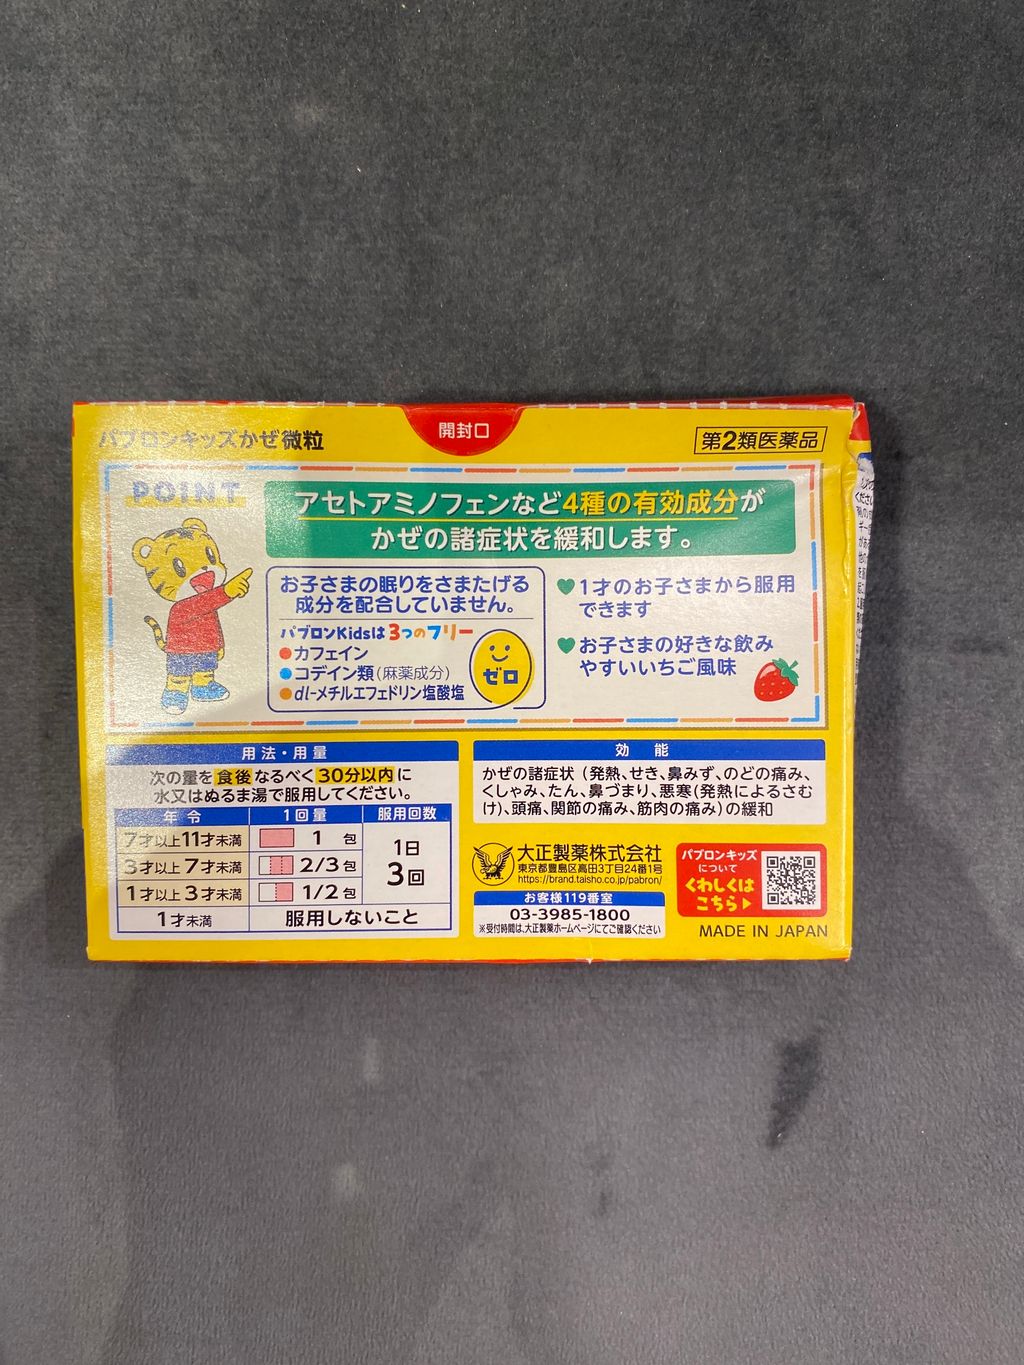 開封口
パブロンキッズかぜ微粒
第2類医薬品
POINT
アセトアミノフェンなど4種の有効成分が
かぜの諸症状を緩和します。
お子さまの眠りをさまたげる
成分を配合していません。
パブロンKidsは3つのフリー
●カフェイン
●コデイン類(麻薬成分)
●dl-メチルエフェドリン塩酸塩
ゼロ
1才のお子さまから服用
できます
お子さまの好きな飲み
やすいいちご風味
用法・用量
次の量を食後なるべく30分以内に
水又はぬるま湯で服用してください。
年令 1回量 服用回数
7才以上11才未満 1 包
3才以上 7才未満 2/3包
1才以上 3才未満 1/2包
1日
3回
1才未満 服用しないこと
効能
かぜの諸症状(発熱、せき、鼻みず、のどの痛み、
くしゃみ、たん、鼻づまり、悪寒(発熱によるさむ
け)、頭痛、関節の痛み、筋肉の痛み)の緩和
大正製薬株式会社
東京都豊島区高田3丁目24番1号
https://brand.taisho.co.jp/pabron/
お客様119番室
03-3985-1800
※受付時間は、大正製薬ホームページにてご確認ください
パブロンキッズ
について
くわしくは
こちら▶
MADE IN JAPAN